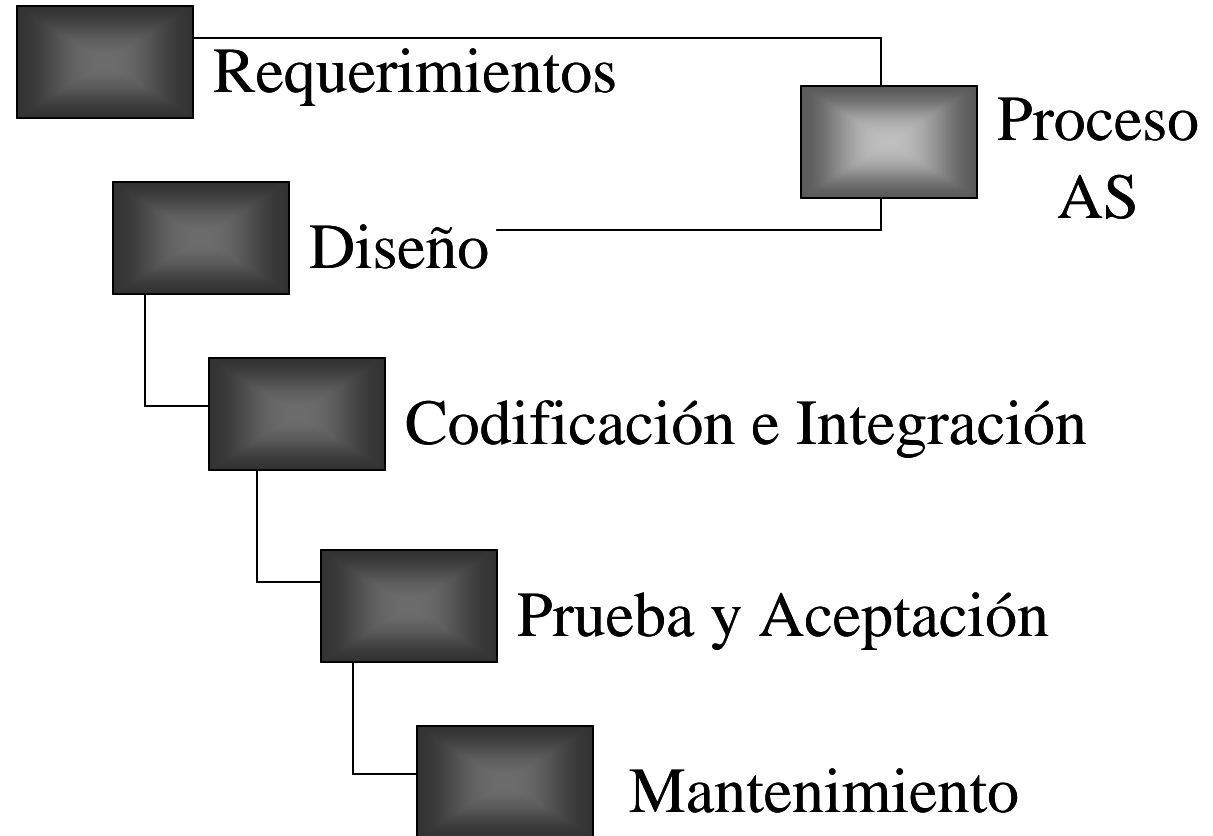 Requerimientos
Proceso
AS
Diseño
Codificación e Integración
Prueba y Aceptación
Mantenimiento